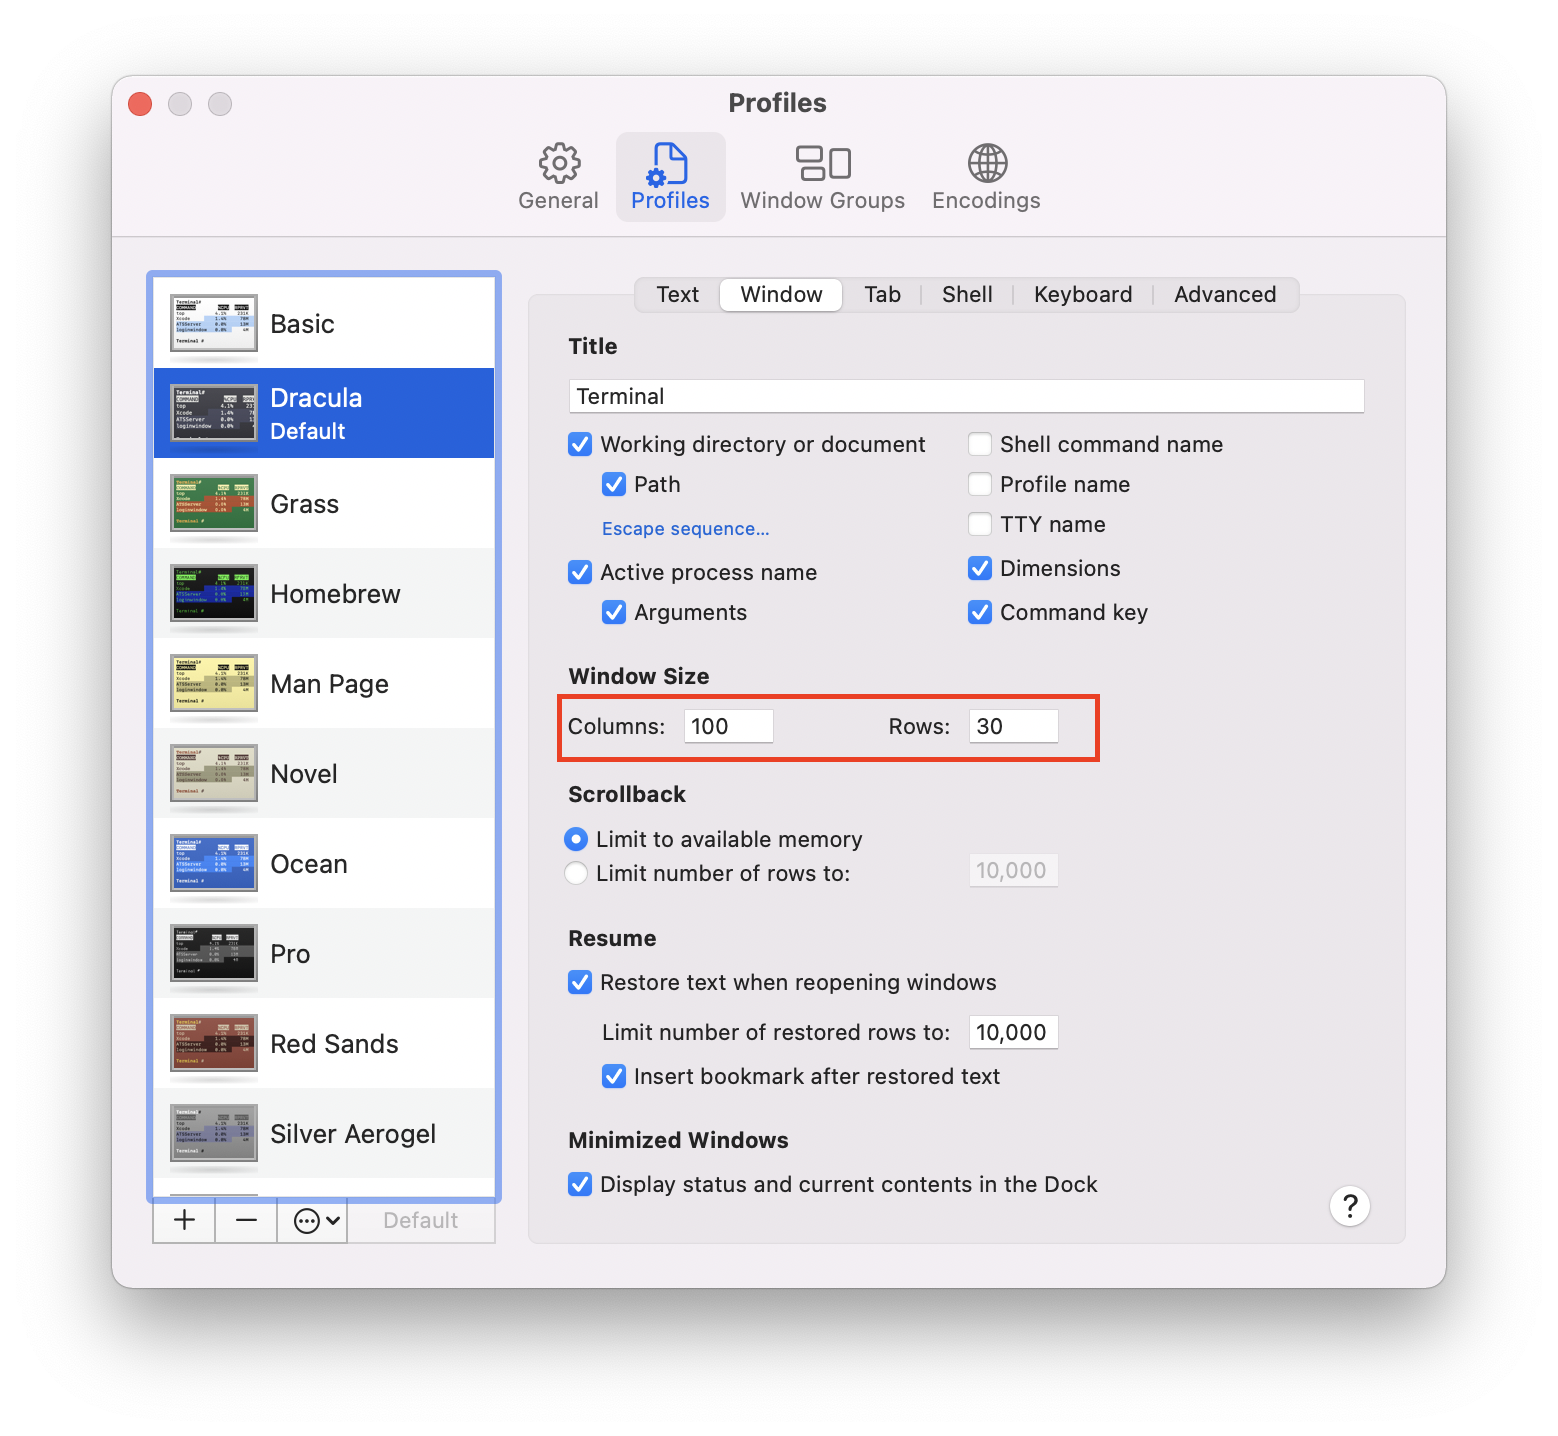 Profiles
General
Profiles
Window Groups
Encodings
Basic
Dracula
Default
Grass
Homebrew
Man Page
Novel
Ocean
Pro
Red Sands
Silver Aerogel
Default
Text
Window
Tab
Shell
Keyboard
Advanced
Title
Terminal
Working directory or document
Shell command name
Path
Profile name
Escape sequence...
TTY name
Active process name
Dimensions
Arguments
Command key
Window Size
Columns: 100 Rows: 30
Scrollback
Limit to available memory
Limit number of rows to: 10,000
Resume
Restore text when reopening windows
Limit number of restored rows to: 10,000
Insert bookmark after restored text
Minimized Windows
Display status and current contents in the Dock
?